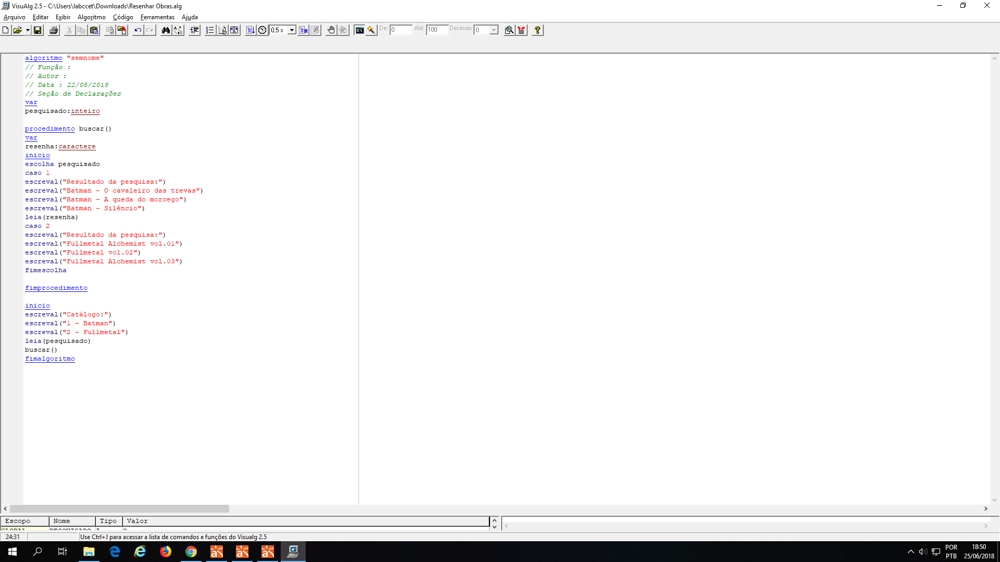 VisuAlg 2.5 - C:\Users\labccet\Downloads\Resenhar Obras.alg
Arquivo Editar Exibir Algoritmo Código Ferramentas Ajuda
0,5 s De: 0 Até: 100 Decimais: 0
algoritmo "semnome"
// Função :
// Autor :
// Data : 22/05/2018
// Seção de Declarações
var
pesquisado:inteiro
procedimento buscar()
var
resenha:caractere
inicio
escolha pesquisado
caso 1
escreval("Resultado da pesquisa:")
escreval("Batman - O cavaleiro das trevas")
escreval("Batman - A queda do morcego")
escreval("Batman - Silêncio")
leia(resenha)
caso 2
escreval("Resultado da pesquisa:")
escreval("Fullmetal Alchemist vol.01")
escreval("Fullmetal vol.02")
escreval("Fullmetal Alchemist vol.03")
fimescolha
fimprocedimento
inicio
escreval("Catálogo:")
escreval("1 - Batman")
escreval("2 - Fullmetal")
leia(pesquisado)
buscar()
fimalgoritmo
Escopo Nome Tipo Valor
GLOBAL PESQUISADO I
24:31 Use Ctrl+J para acessar a lista de comandos e funções do Visualg 2.5
POR 18:50
PTB 25/06/2018